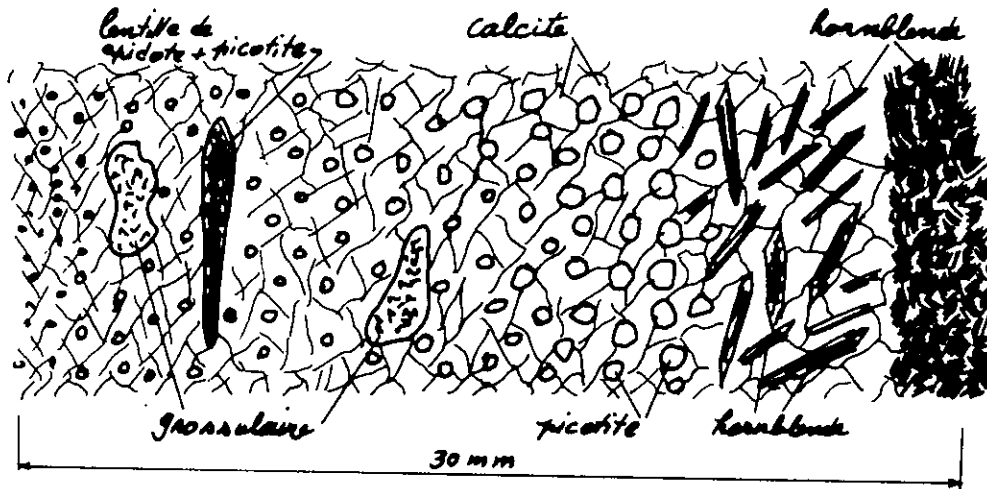 lentille de
épidote + picotite
calcite
hornblende
grossulaire
picotite
hornblende
30 mm